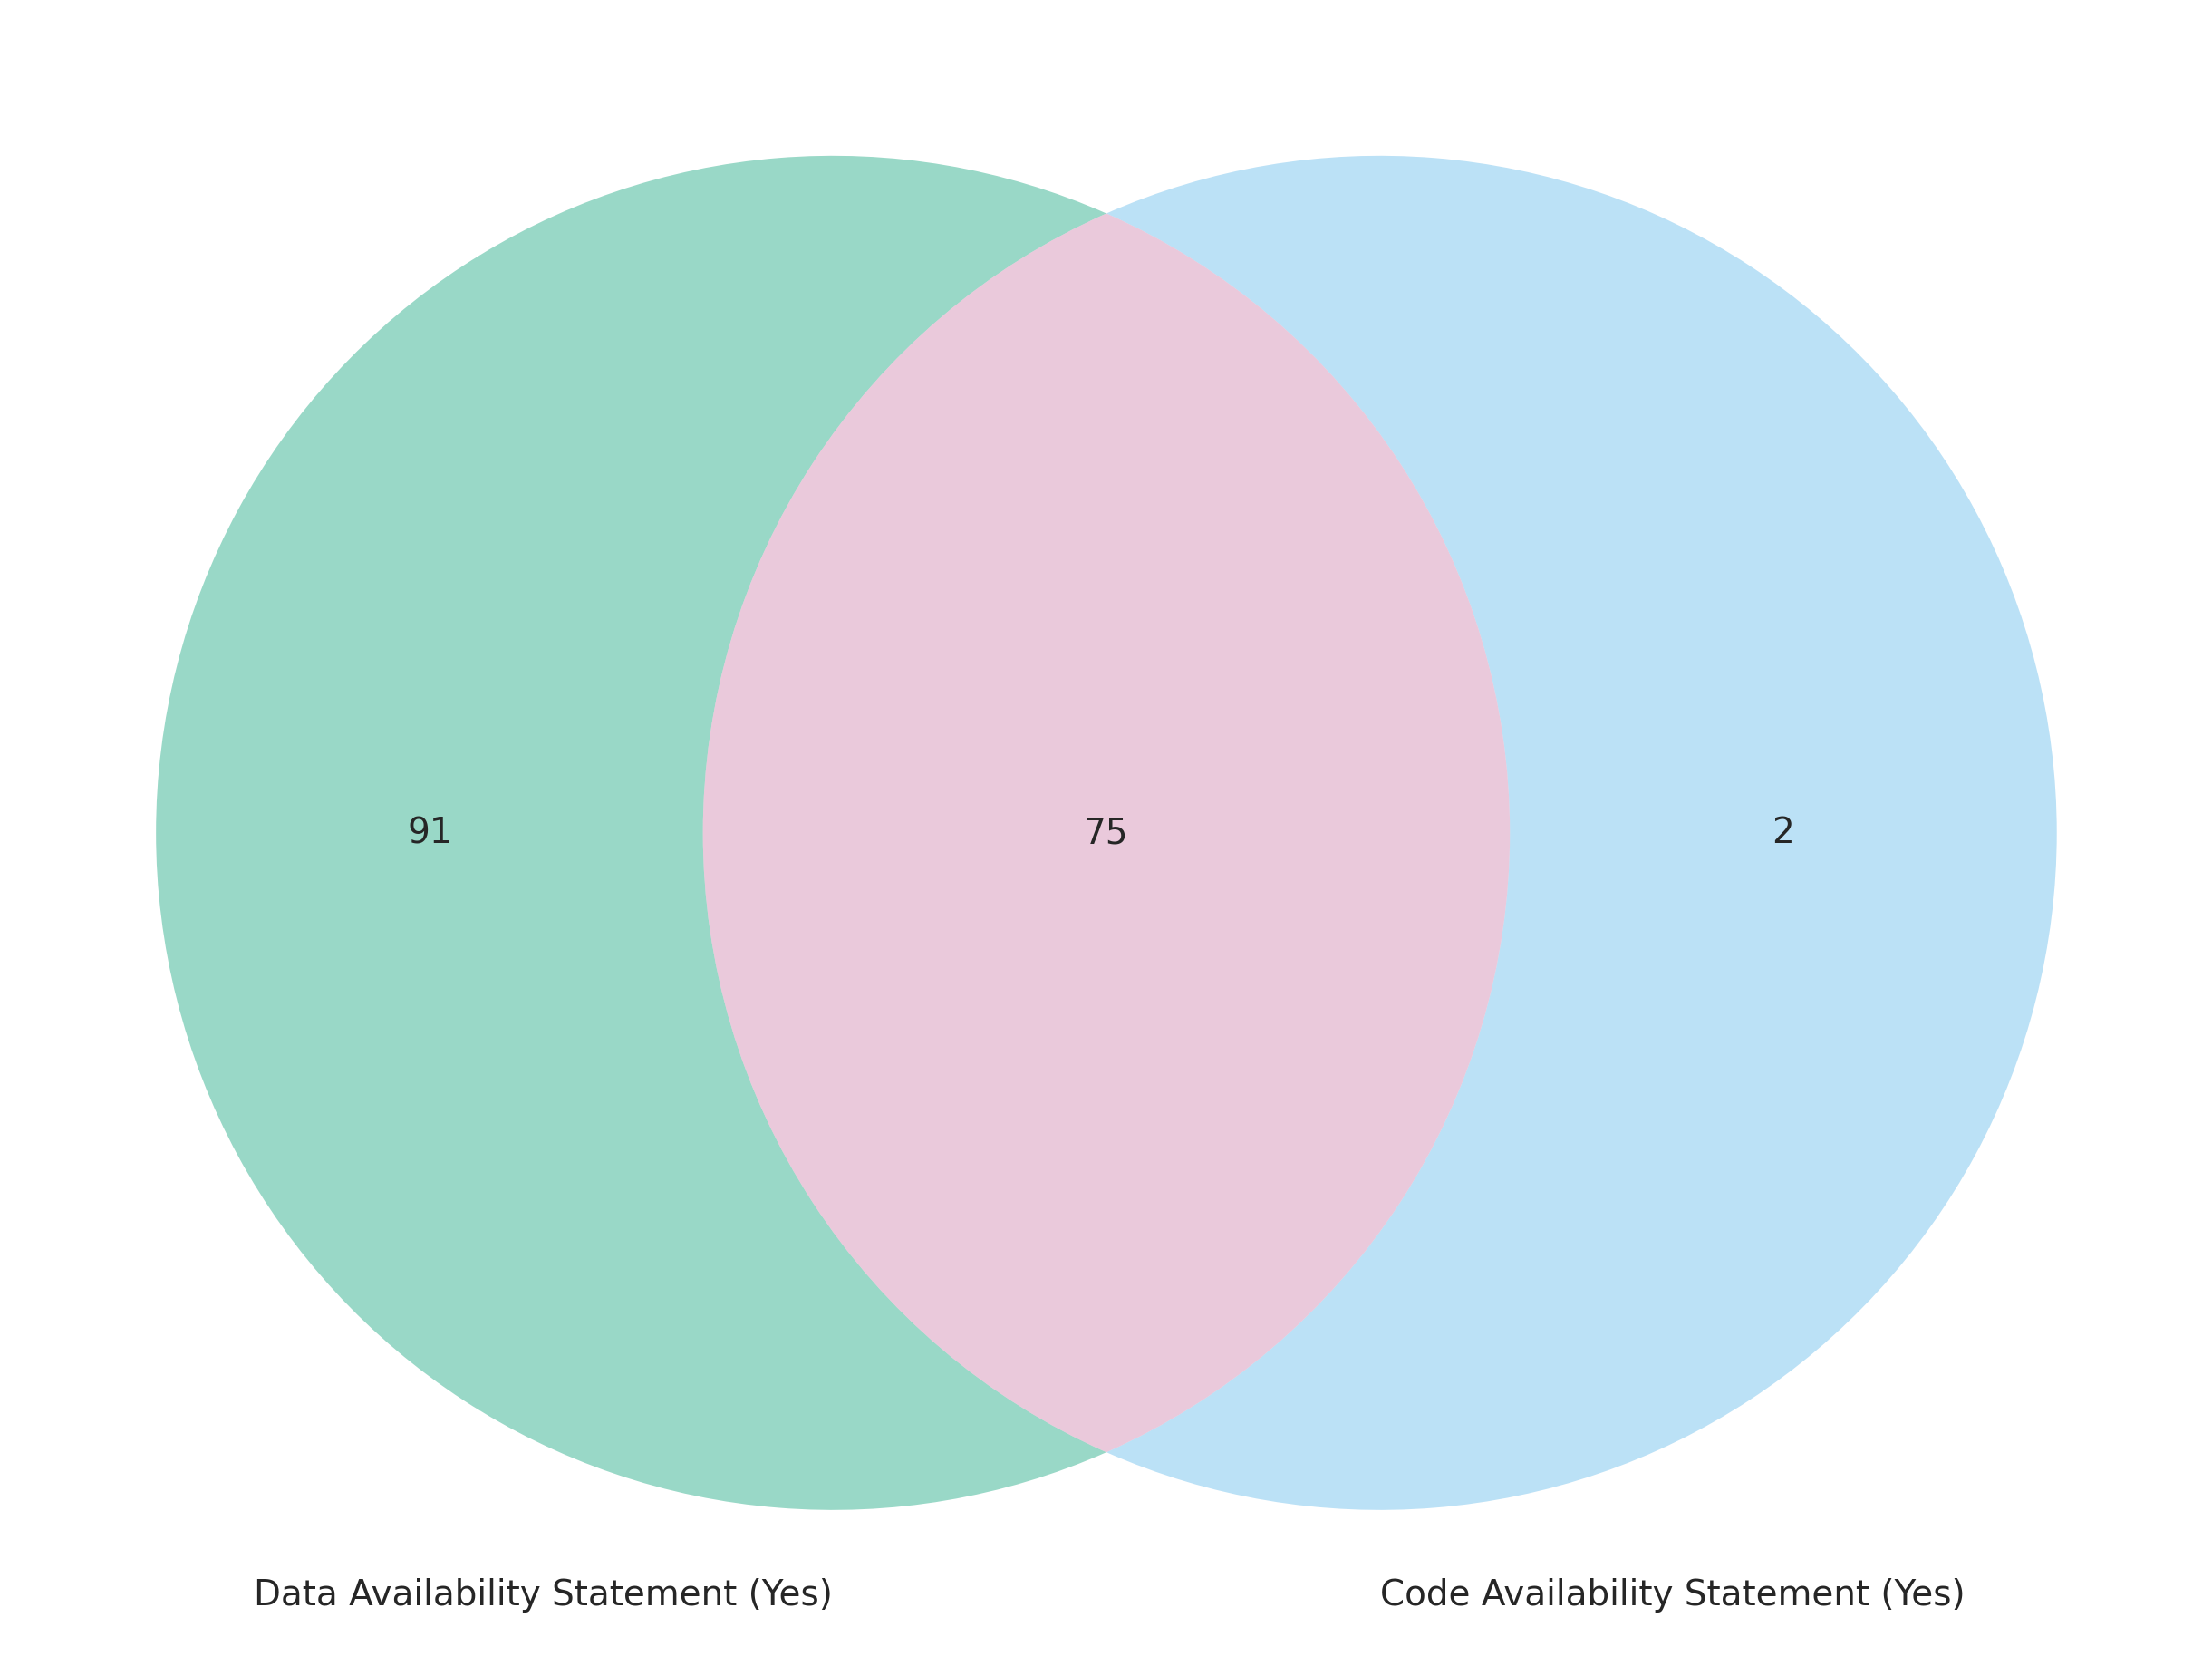 91
75
2
Data Availability Statement (Yes)
Code Availability Statement (Yes)